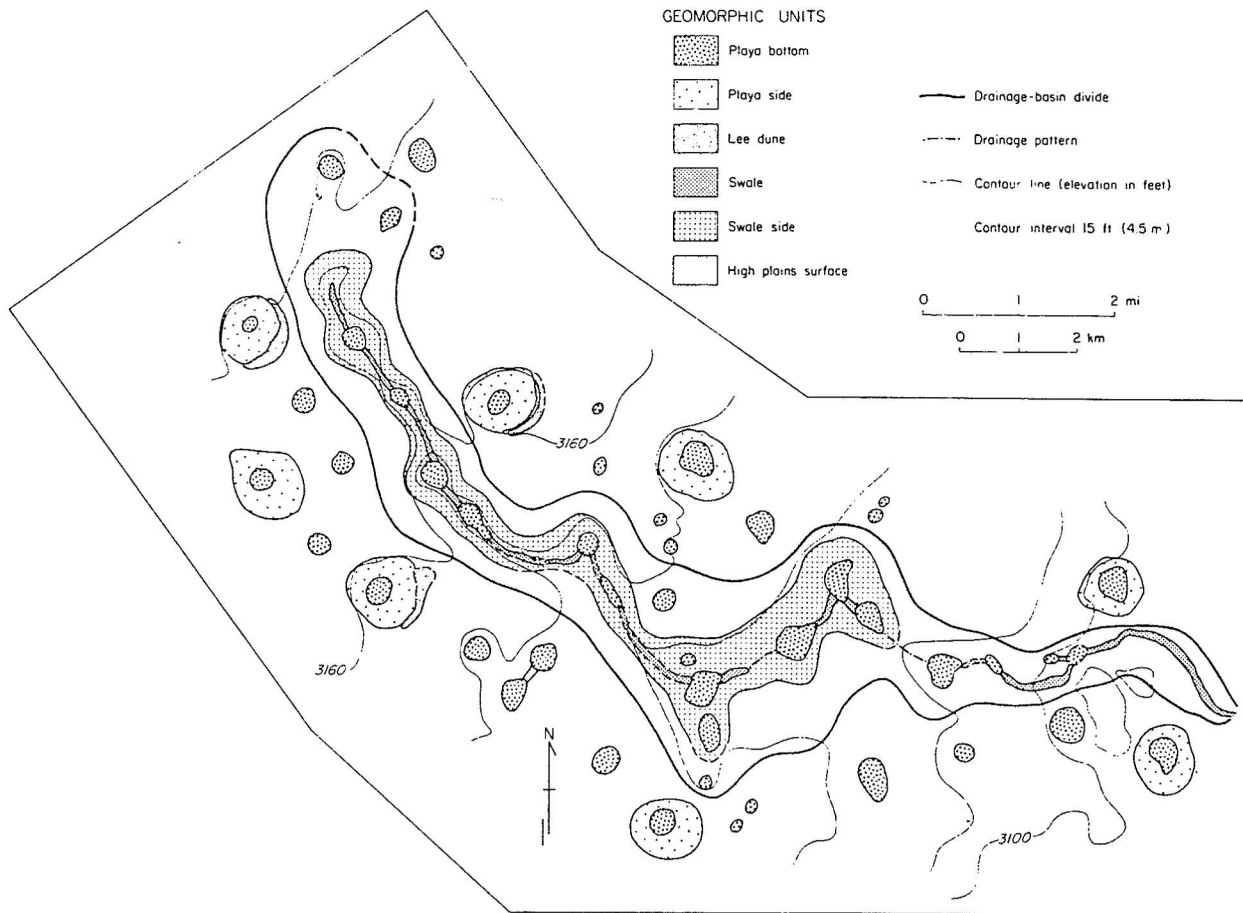 GEOMORPHIC UNITS
Playa bottom
Playa side
Lee dune
Swale
Swale side
High plains surface
Drainage-basin divide
Drainage pattern
Contour line (elevation in feet)
Contour interval 15 ft (4.5 m)
0 1 2 mi
0 1 2 km
3160
3160
N
3100